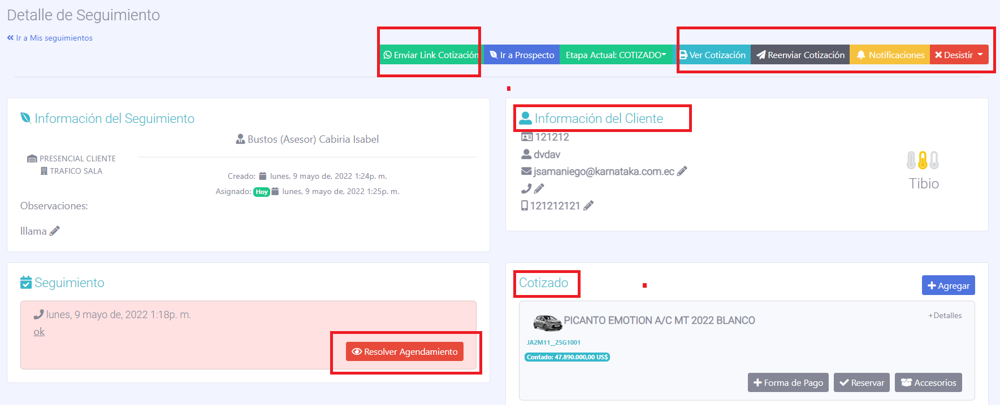 Detalle de Seguimiento
Ir a Mis seguimientos
Enviar Link Cotización
Ir a Prospecto
Etapa Actual: COTIZADO
Ver Cotización
Reenviar Cotización
Notificaciones
Desistir
Información del Seguimiento
Bustos (Asesor) Cabiria Isabel
PRESENCIAL CLIENTE
TRAFICO SALA
Creado: lunes, 9 mayo de, 2022 1:24p. m.
Asignado: Hoy lunes, 9 mayo de, 2022 1:25p. m.
Observaciones:
lllama
Información del Cliente
121212
dvdav
jsamaniego@karnataka.com.ec
121212121
Tibio
Seguimiento
lunes, 9 mayo de, 2022 1:18p. m.
ok
Resolver Agendamiento
Cotizado
+ Agregar
PICANTO EMOTION A/C MT 2022 BLANCO
+Detalles
JA2M11__25G1001
Contado: 47.890.000,00 US$
+ Forma de Pago
Reservar
Accesorios